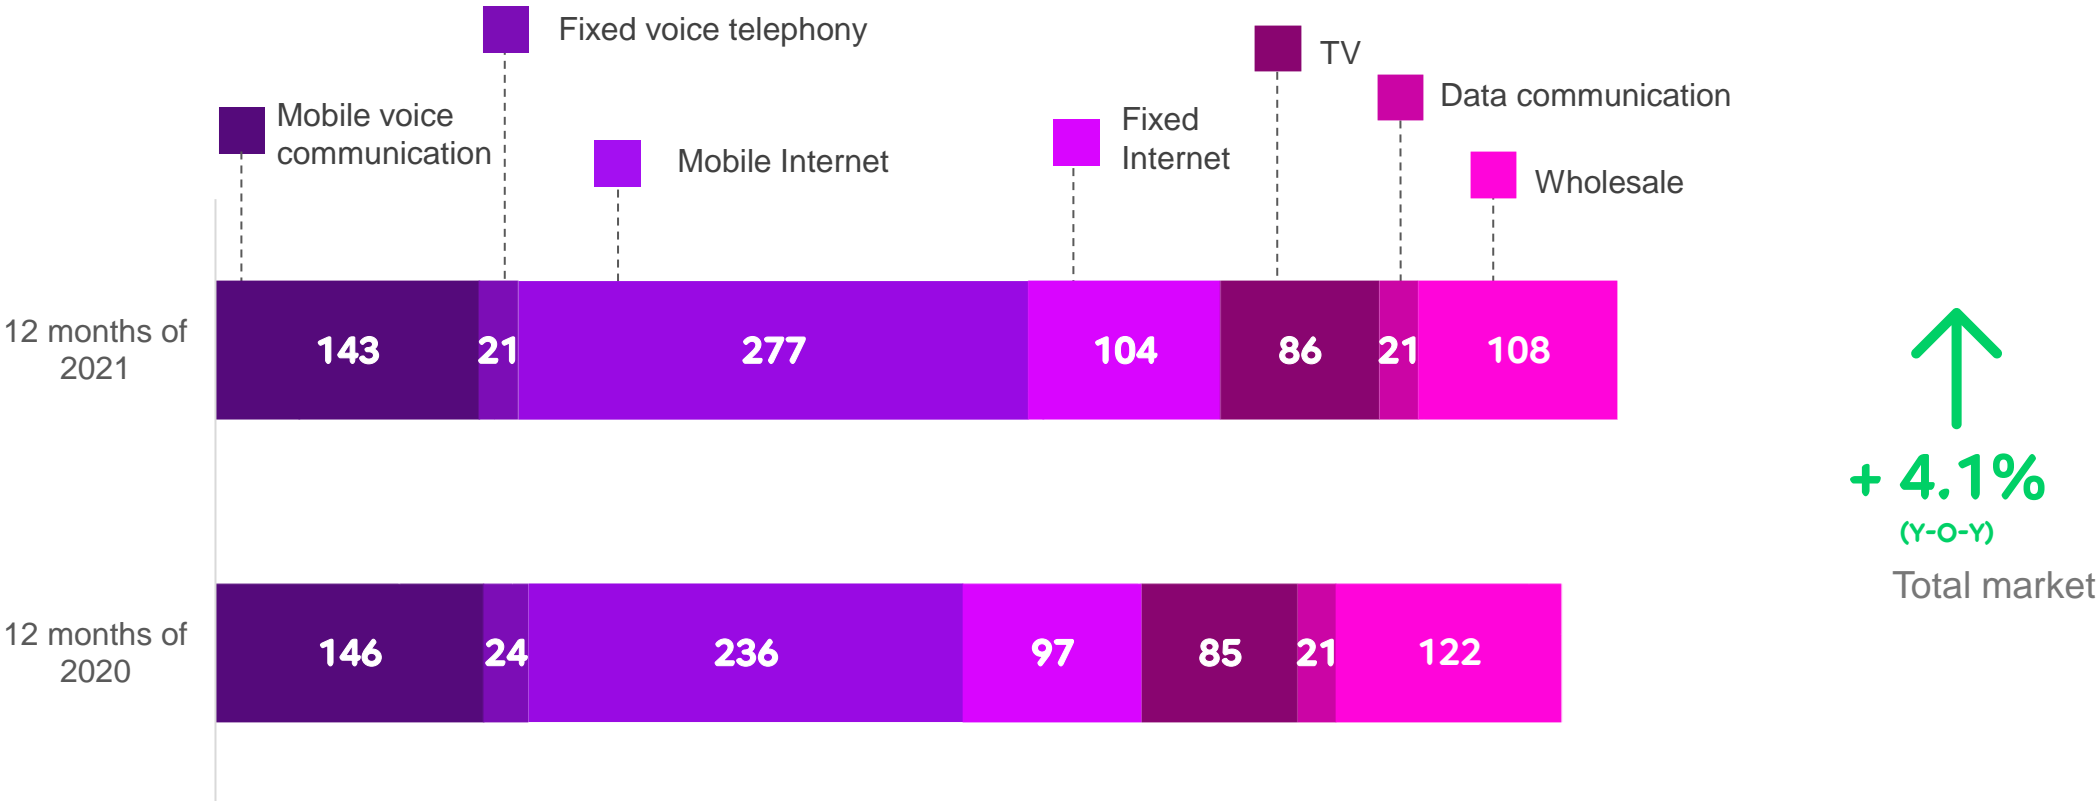 Fixed voice telephony
TV
Data communication
Mobile voice
communication
Mobile Internet
Fixed
Internet
Wholesale
12 months of
2021
143
21
277
104
86
21
108
+ 4.1%
(Y-O-Y)
Total market
12 months of
2020
146
24
236
97
85
21
122